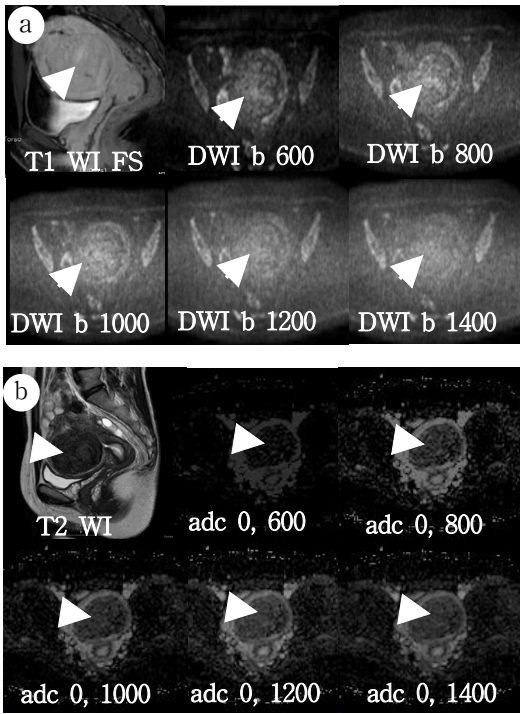 a
T1 WI FS
DWI b 600
DWI b 800
DWI b 1000
DWI b 1200
DWI b 1400
b
T2 WI
adc 0, 600
adc 0, 800
adc 0, 1000
adc 0, 1200
adc 0, 1400